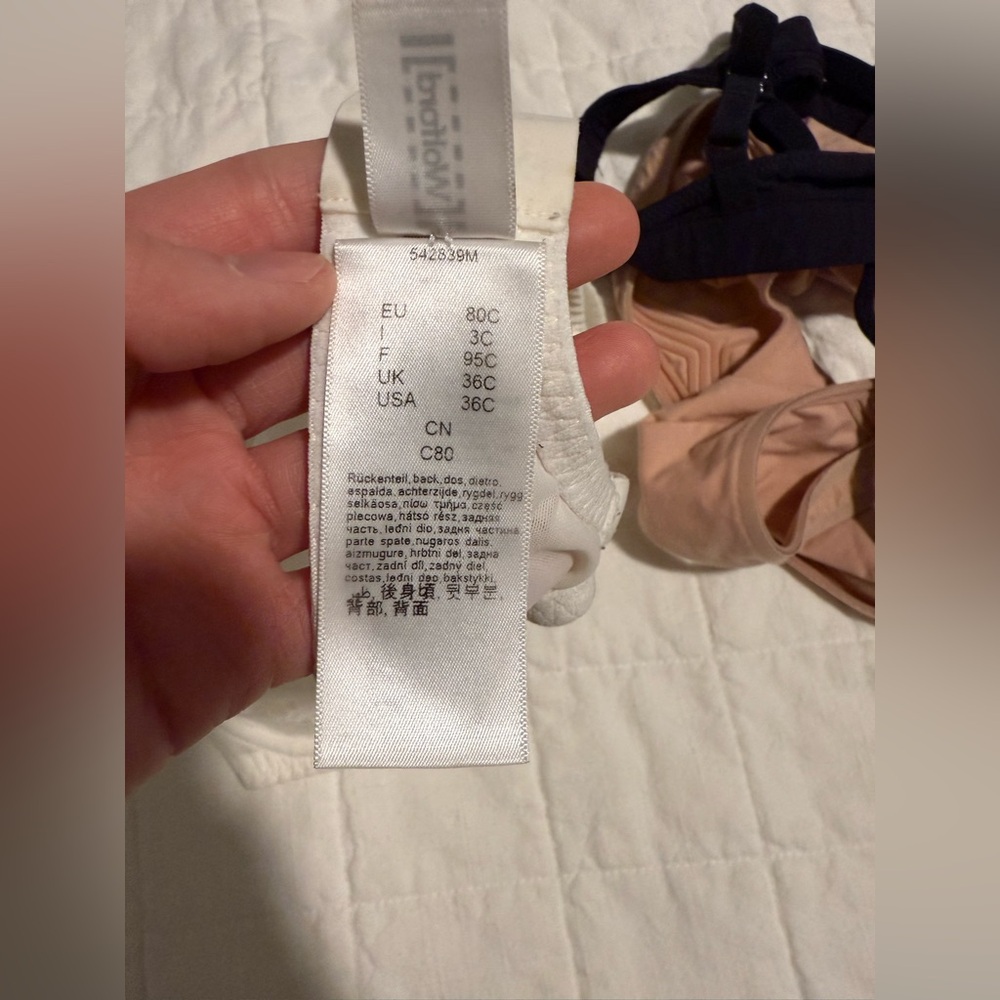 Wolford
542839M
EU 80C
I 3C
F 95C
UK 36C
USA 36C
CN
C80
Rückenteil, back, dos, dietro,
espalda, achterzijde, rygdel, rygg
selkäosa, πίσω τμήμα, część
plecowa, hátsó rész, задная
часть, leđni dio, задня частина,
parte spate, nugaros dalis,
aizmugure, hrbtni del, задна
част, zadní díl, zadný diel,
costas, leđni deo, bakstykki,
後身頃, 뒷부분,
背部, 背面